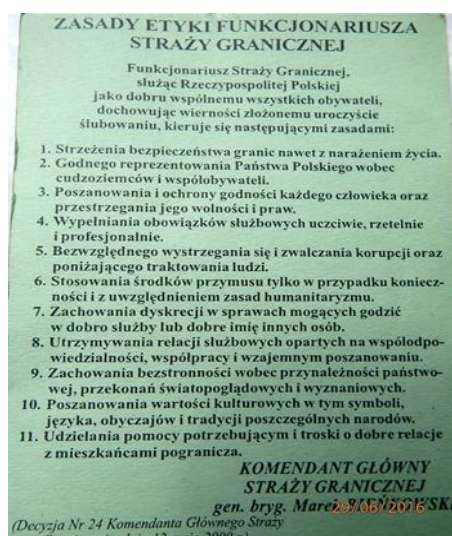 ZASADY ETYKI FUNKCJONARIUSZA
STRAŻY GRANICZNEJ
Funkcjonariusz Straży Granicznej,
służąc Rzeczypospolitej Polskiej
jako dobru wspólnemu wszystkich obywateli,
dochowując wierności złożonemu uroczyście
ślubowaniu, kieruje się następującymi zasadami:
1. Strzeżenia bezpieczeństwa granic nawet z narażeniem życia.
2. Godnego reprezentowania Państwa Polskiego wobec
cudzoziemców i współobywateli.
3. Poszanowania i ochrony godności każdego człowieka oraz
przestrzegania jego wolności i praw.
4. Wypełniania obowiązków służbowych uczciwie, rzetelnie
i profesjonalnie.
5. Bezwzględnego wystrzegania się i zwalczania korupcji oraz
poniżającego traktowania ludzi.
6. Stosowania środków przymusu tylko w przypadku koniecz-
ności i z uwzględnieniem zasad humanitaryzmu.
7. Zachowania dyskrecji w sprawach mogących godzić
w dobro służby lub dobre imię innych osób.
8. Utrzymywania relacji służbowych opartych na współodpo-
wiedzialności, współpracy i wzajemnym poszanowaniu.
9. Zachowania bezstronności wobec przynależności państwo-
wej, przekonań światopoglądowych i wyznaniowych.
10. Poszanowania wartości kulturowych w tym symboli,
języka, obyczajów i tradycji poszczególnych narodów.
11. Udzielania pomocy potrzebującym i troski o dobre relacje
z mieszkańcami pogranicza.
KOMENDANT GŁÓWNY
STRAŻY GRANICZNEJ
gen. bryg. Marek
29/06/2016
(Decyzja Nr 24 Komendanta Głównego Straży